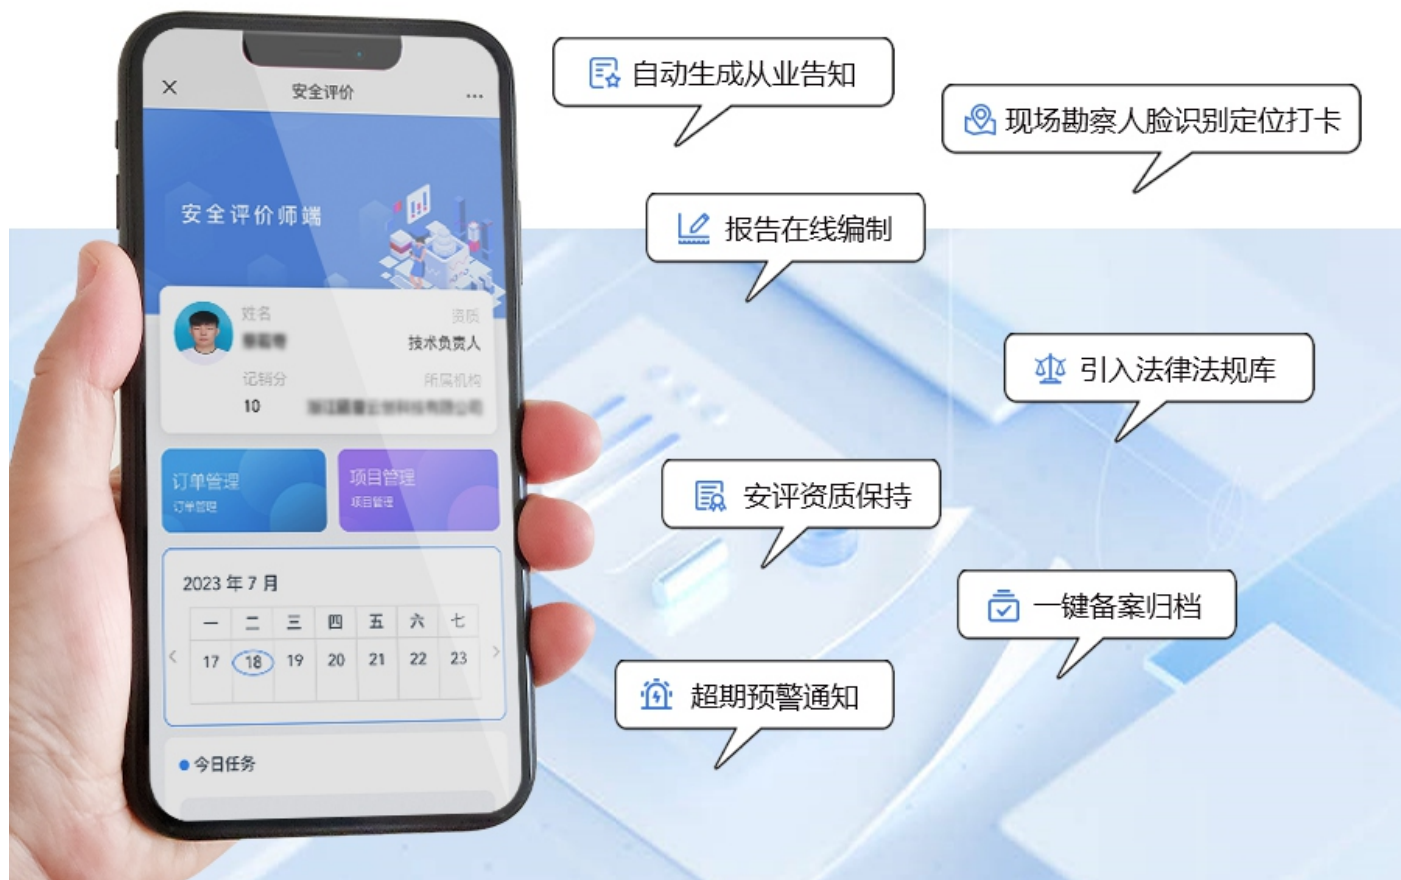 安全评价
安全评价师端
姓名
资质
技术负责人
记销分
所属机构
10
订单管理
订单管理
项目管理
项目管理
2023 年 7 月
一 二 三 四 五 六 七
17 18 19 20 21 22 23
今日任务
自动生成从业告知
现场勘察人脸识别定位打卡
报告在线编制
引入法律法规库
安评资质保持
一键备案归档
超期预警通知